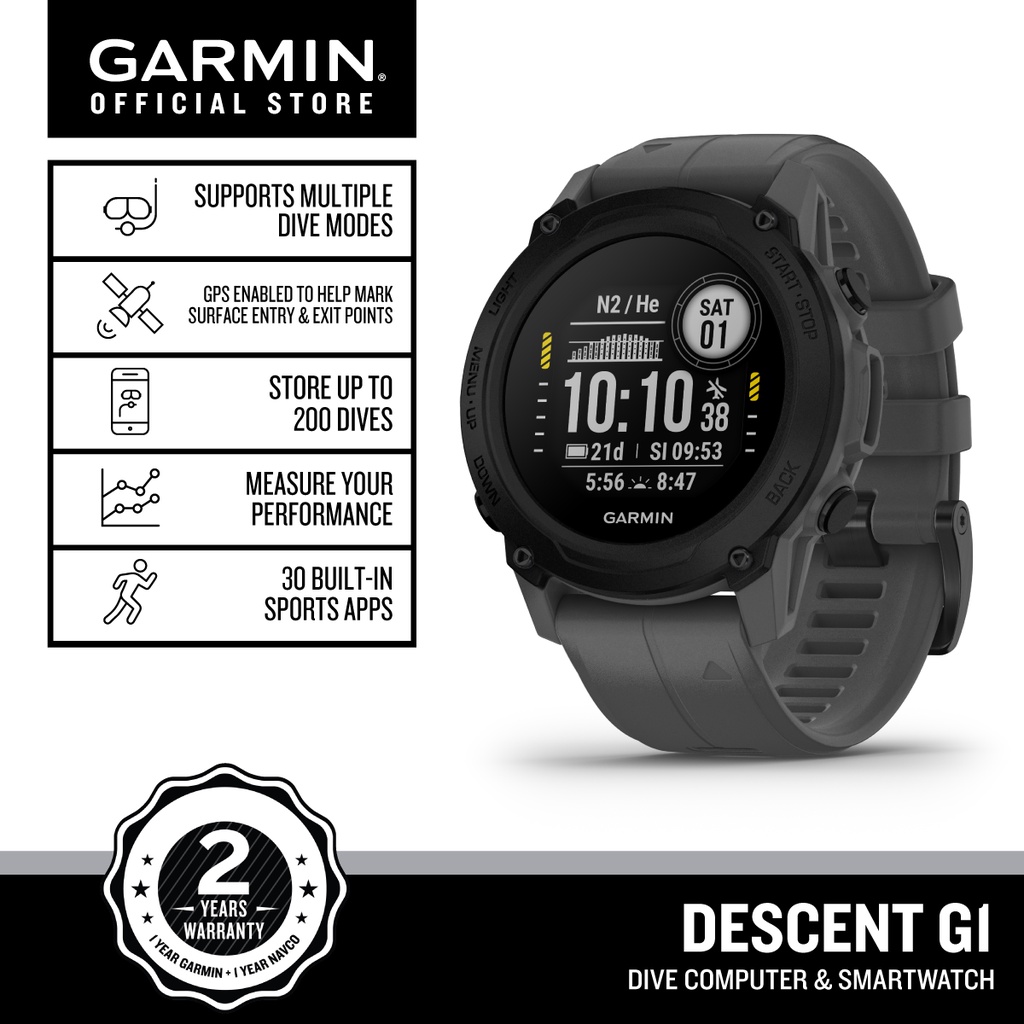 GARMIN®
OFFICIAL STORE
SUPPORTS MULTIPLE
DIVE MODES
GPS ENABLED TO HELP MARK
SURFACE ENTRY & EXIT POINTS
STORE UP TO
200 DIVES
MEASURE YOUR
PERFORMANCE
30 BUILT-IN
SPORTS APPS
LIGHT
START•STOP
MENU•UP
DOWN
BACK
N2 / He
SAT
01
10:10
38
21d | SI 09:53
5:56 8:47
GARMIN
2
YEARS
WARRANTY
1 YEAR GARMIN + 1 YEAR NAVCO
DESCENT G1
DIVE COMPUTER & SMARTWATCH